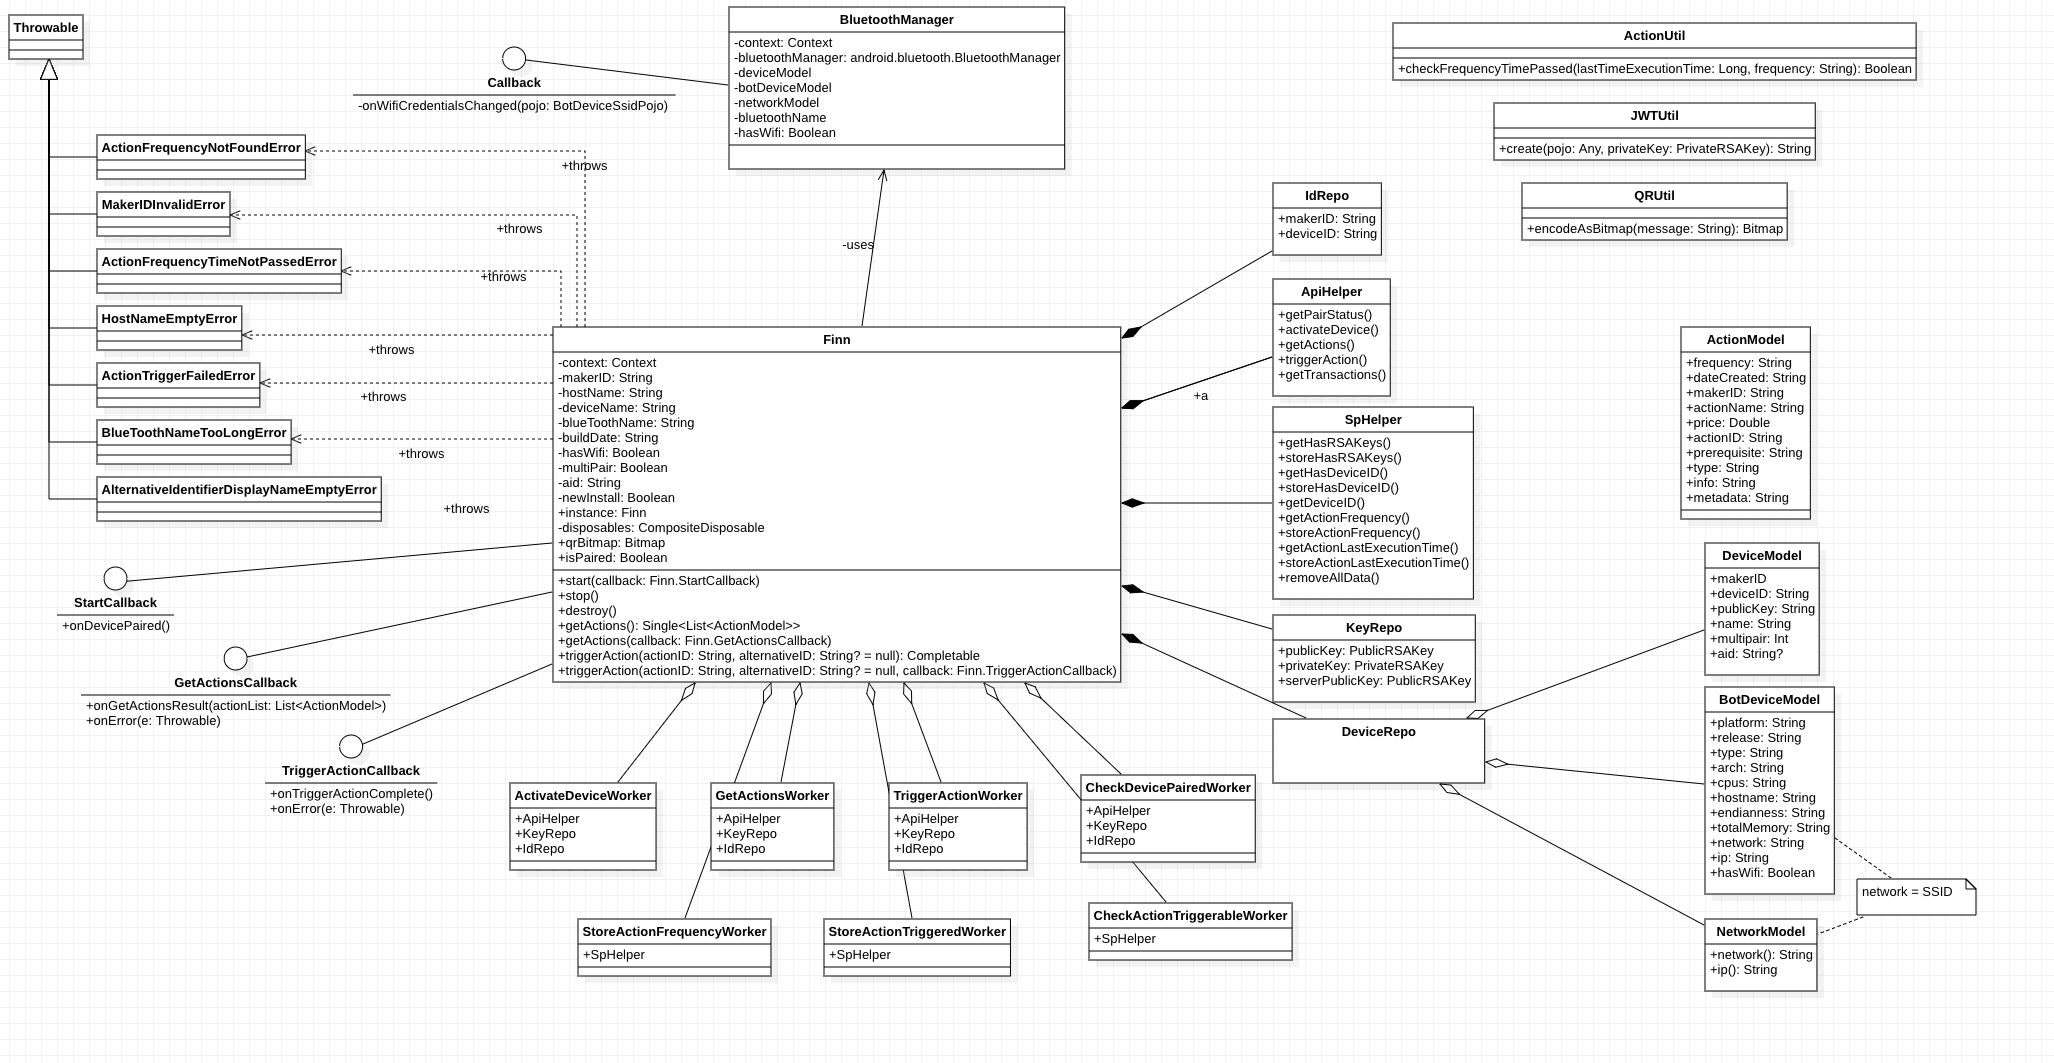 Throwable
Callback
-onWifiCredentialsChanged(pojo: BotDeviceSsidPojo)
BluetoothManager
-context: Context
-bluetoothManager: android.bluetooth.BluetoothManager
-deviceModel
-botDeviceModel
-networkModel
-bluetoothName
-hasWifi: Boolean
ActionUtil
+checkFrequencyTimePassed(lastTimeExecutionTime: Long, frequency: String): Boolean
JWTUtil
+create(pojo: Any, privateKey: PrivateRSAKey): String
QRUtil
+encodeAsBitmap(message: String): Bitmap
ActionFrequencyNotFoundError
+throws
MakerIDInvalidError
+throws
ActionFrequencyTimeNotPassedError
+throws
HostNameEmptyError
+throws
ActionTriggerFailedError
+throws
BlueToothNameTooLongError
+throws
AlternativeIdentifierDisplayNameEmptyError
+throws
-uses
Finn
-context: Context
-makerID: String
-hostName: String
-deviceName: String
-blueToothName: String
-buildDate: String
-hasWifi: Boolean
-multiPair: Boolean
-aid: String
-newInstall: Boolean
+instance: Finn
-disposables: CompositeDisposable
+qrBitmap: Bitmap
+isPaired: Boolean
+start(callback: Finn.StartCallback)
+stop()
+destroy()
+getActions(): Single<List<ActionModel>>
+getActions(callback: Finn.GetActionsCallback)
+triggerAction(actionID: String, alternativeID: String? = null): Completable
+triggerAction(actionID: String, alternativeID: String? = null, callback: Finn.TriggerActionCallback)
IdRepo
+makerID: String
+deviceID: String
ApiHelper
+getPairStatus()
+activateDevice()
+getActions()
+triggerAction()
+getTransactions()
+a
SpHelper
+getHasRSAKeys()
+storeHasRSAKeys()
+getHasDeviceID()
+storeHasDeviceID()
+getDeviceID()
+getActionFrequency()
+storeActionFrequency()
+getActionLastExecutionTime()
+storeActionLastExecutionTime()
+removeAllData()
KeyRepo
+publicKey: PublicRSAKey
+privateKey: PrivateRSAKey
+serverPublicKey: PublicRSAKey
DeviceRepo
ActionModel
+frequency: String
+dateCreated: String
+makerID: String
+actionName: String
+price: Double
+actionID: String
+prerequisite: String
+type: String
+info: String
+metadata: String
DeviceModel
+makerID
+deviceID: String
+publicKey: String
+name: String
+multipair: Int
+aid: String?
BotDeviceModel
+platform: String
+release: String
+type: String
+arch: String
+cpus: String
+hostname: String
+endianness: String
+totalMemory: String
+network: String
+ip: String
+hasWifi: Boolean
network = SSID
NetworkModel
+network(): String
+ip(): String
StartCallback
+onDevicePaired()
GetActionsCallback
+onGetActionsResult(actionList: List<ActionModel>)
+onError(e: Throwable)
TriggerActionCallback
+onTriggerActionComplete()
+onError(e: Throwable)
ActivateDeviceWorker
+ApiHelper
+KeyRepo
+IdRepo
GetActionsWorker
+ApiHelper
+KeyRepo
+IdRepo
TriggerActionWorker
+ApiHelper
+KeyRepo
+IdRepo
CheckDevicePairedWorker
+ApiHelper
+KeyRepo
+IdRepo
StoreActionFrequencyWorker
+SpHelper
StoreActionTriggeredWorker
+SpHelper
CheckActionTriggerableWorker
+SpHelper